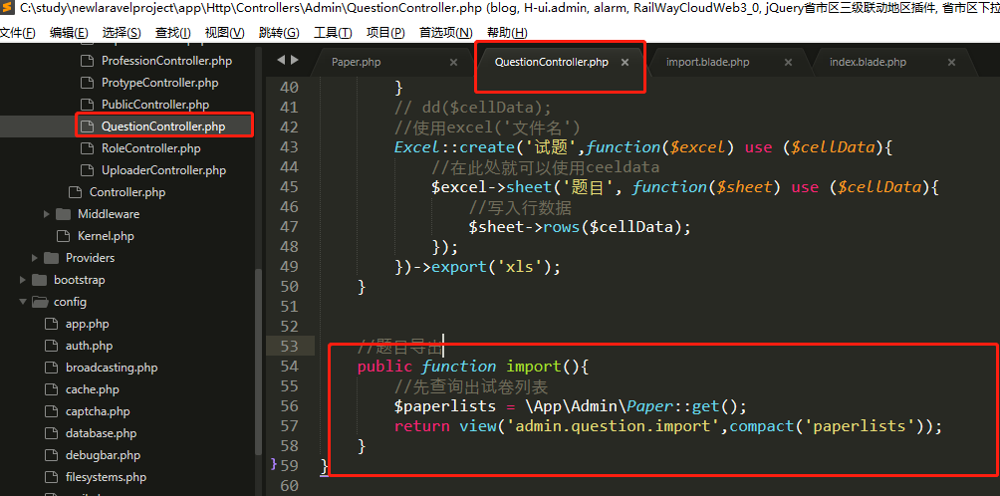 C:\study\newlaravelproject\app\Http\Controllers\Admin\QuestionController.php (blog, H-ui.admin, alarm, RailWayCloudWeb3_0, jQuery省市区三级联动地区插件, 省市区下拉
文件(F) 编辑(E) 选择(S) 查找(I) 视图(V) 跳转(G) 工具(T) 项目(P) 首选项(N) 帮助(H)
ProfessionController.php
ProtypeController.php
PublicController.php
QuestionController.php
RoleController.php
UploaderController.php
Controller.php
Middleware
Kernel.php
Providers
bootstrap
config
app.php
auth.php
broadcasting.php
cache.php
captcha.php
database.php
debugbar.php
filesystems.php
Paper.php × QuestionController.php × import.blade.php × index.blade.php ×
40 }
41 // dd($cellData);
42 //使用excel('文件名')
43 Excel::create('试题',function($excel) use ($cellData){
44 //在此处就可以使用ceeldata
45 $excel->sheet('题目', function($sheet) use ($cellData){
46 //写入行数据
47 $sheet->rows($cellData);
48 });
49 })->export('xls');
50 }
51
52
53 //题目导出
54 public function import(){
55 //先查询出试卷列表
56 $paperlists = \App\Admin\Paper::get();
57 return view('admin.question.import',compact('paperlists'));
58 }
}59 }
60